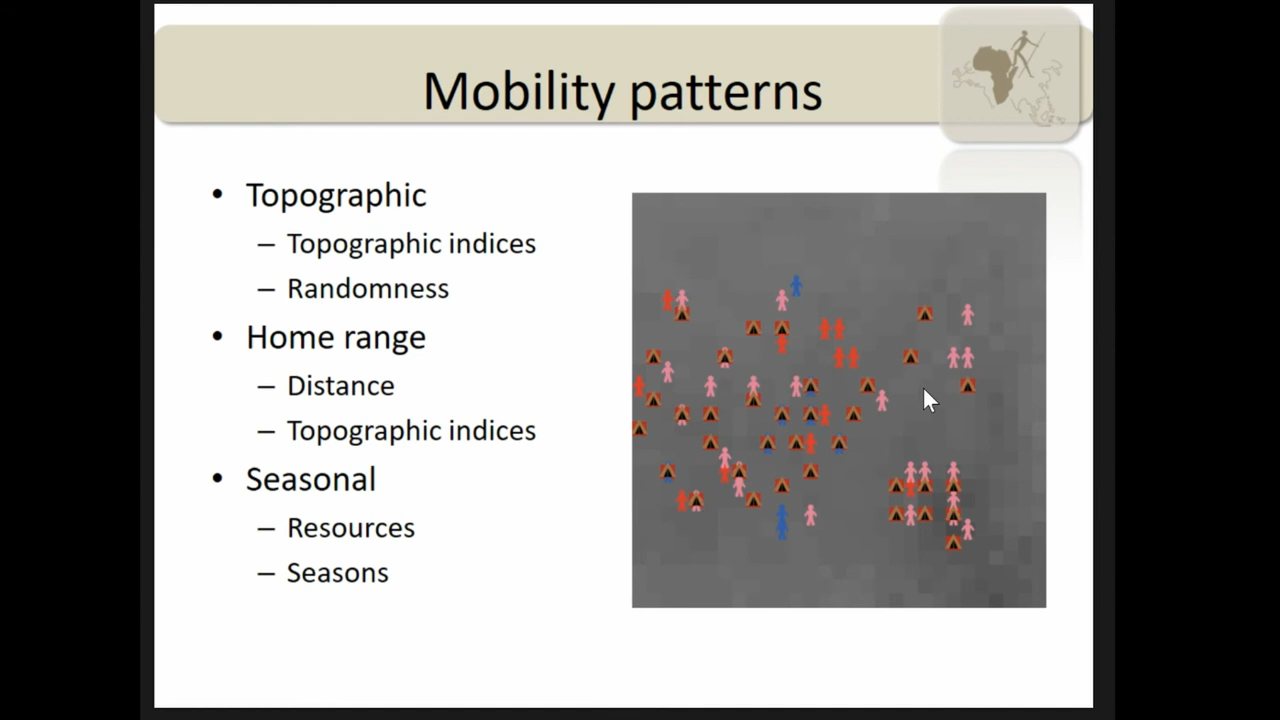 Mobility patterns
• Topographic
– Topographic indices
– Randomness
• Home range
– Distance
– Topographic indices
• Seasonal
– Resources
– Seasons